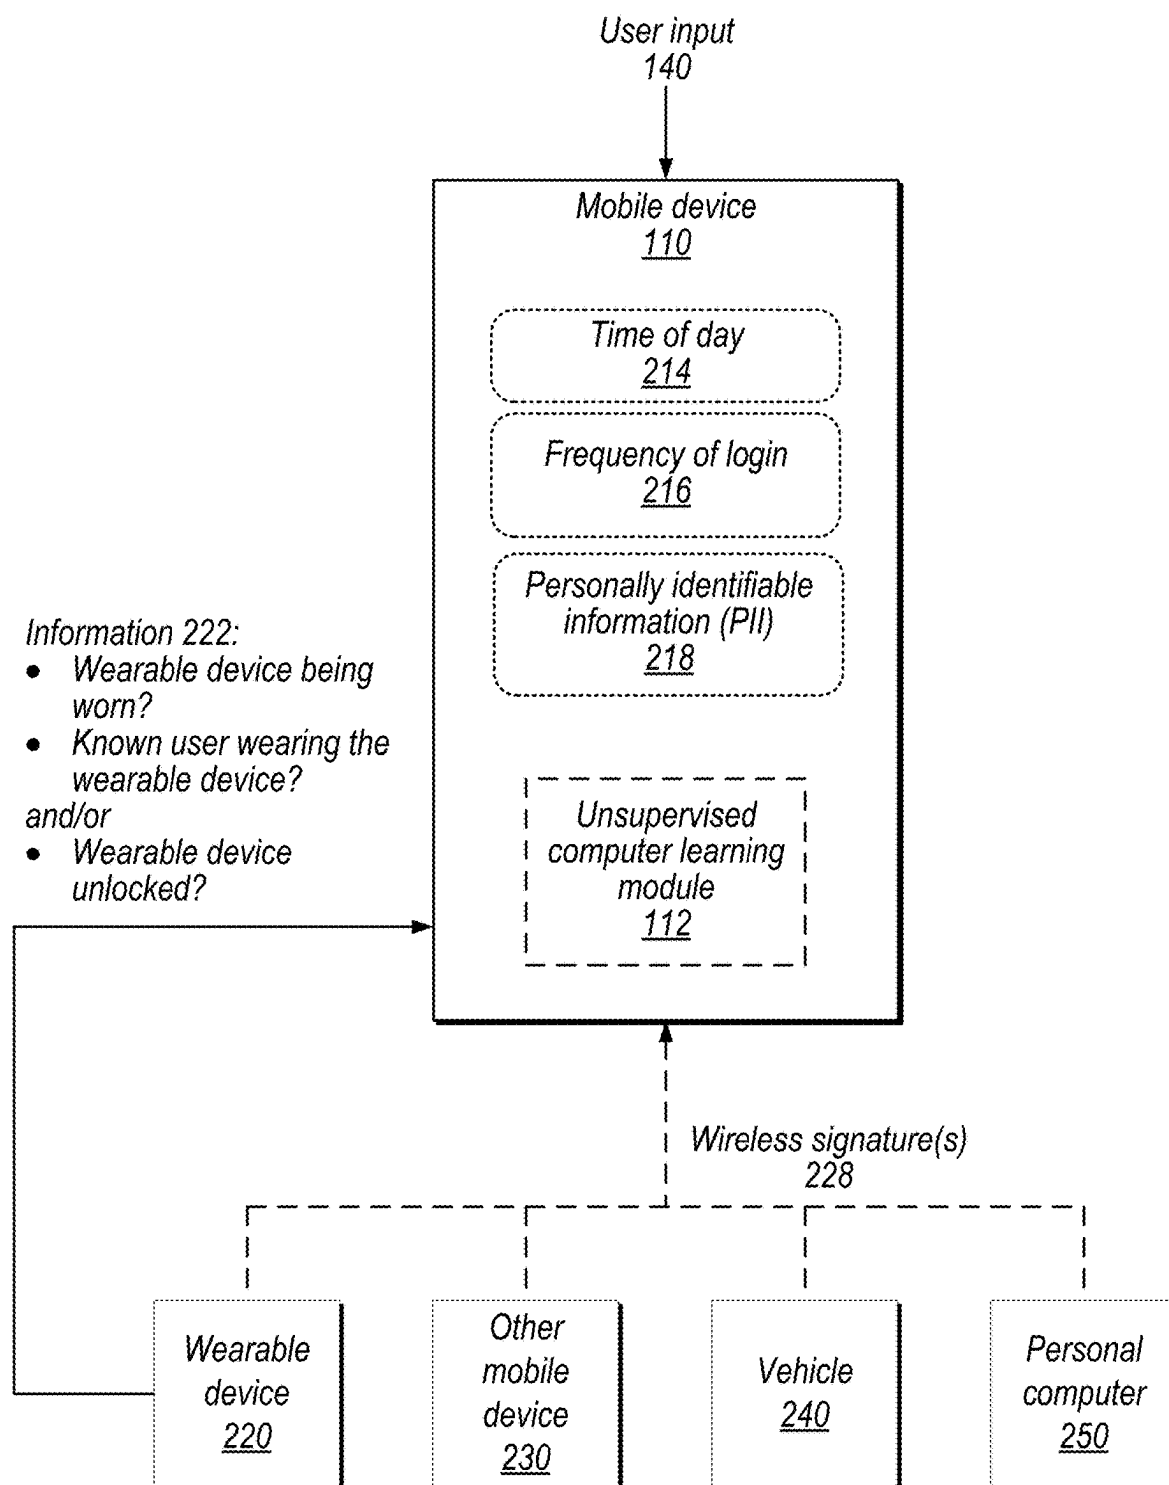 User input
140
Mobile device
110
Time of day
214
Frequency of login
216
Personally identifiable
information (PII)
218
Information 222:
• Wearable device being
worn?
• Known user wearing the
wearable device?
and/or
• Wearable device
unlocked?
Unsupervised
computer learning
module
112
Wireless signature(s)
228
Wearable
device
220
Other
mobile
device
230
Vehicle
240
Personal
computer
250